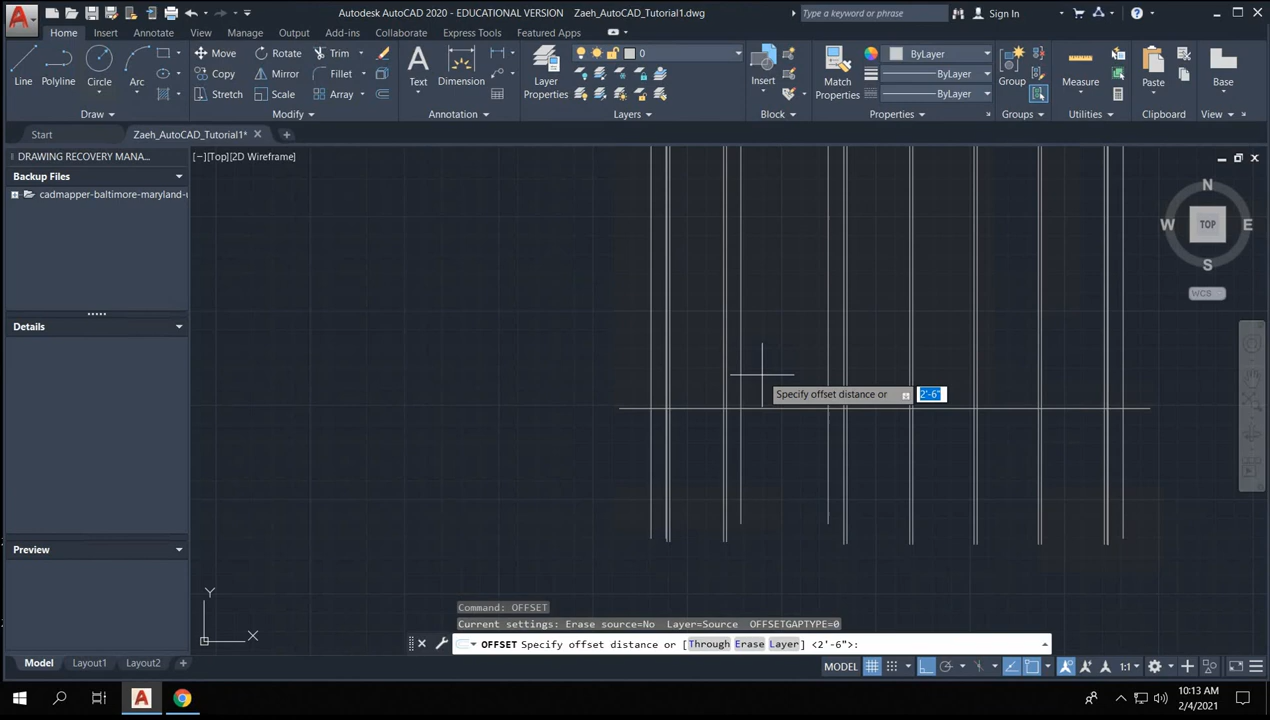 Autodesk AutoCAD 2020 - EDUCATIONAL VERSION Zaeh_AutoCAD_Tutorial1.dwg
Type a keyword or phrase
Sign In
Home Insert Annotate View Manage Output Add-ins Collaborate Express Tools Featured Apps
Move Rotate Trim
Copy Mirror Fillet
Stretch Scale Array
Line Polyline Circle Arc
Text Dimension
Layer Properties
0
Insert
Match Properties
ByLayer
ByLayer
ByLayer
Group
Measure
Paste
Base
Draw Modify Annotation Layers Block Properties Groups Utilities Clipboard View
Start Zaeh_AutoCAD_Tutorial1*
DRAWING RECOVERY MANA...
[−][Top][2D Wireframe]
Backup Files
cadmapper-baltimore-maryland-u
N
W TOP E
S
WCS
Details
Specify offset distance or 2'-6"
Preview
Y
X
Command: OFFSET
Current settings: Erase source=No Layer=Source OFFSETGAPTYPE=0
OFFSET Specify offset distance or [Through Erase Layer] <2'-6">:
Model Layout1 Layout2
MODEL 1:1
10:13 AM
2/4/2021